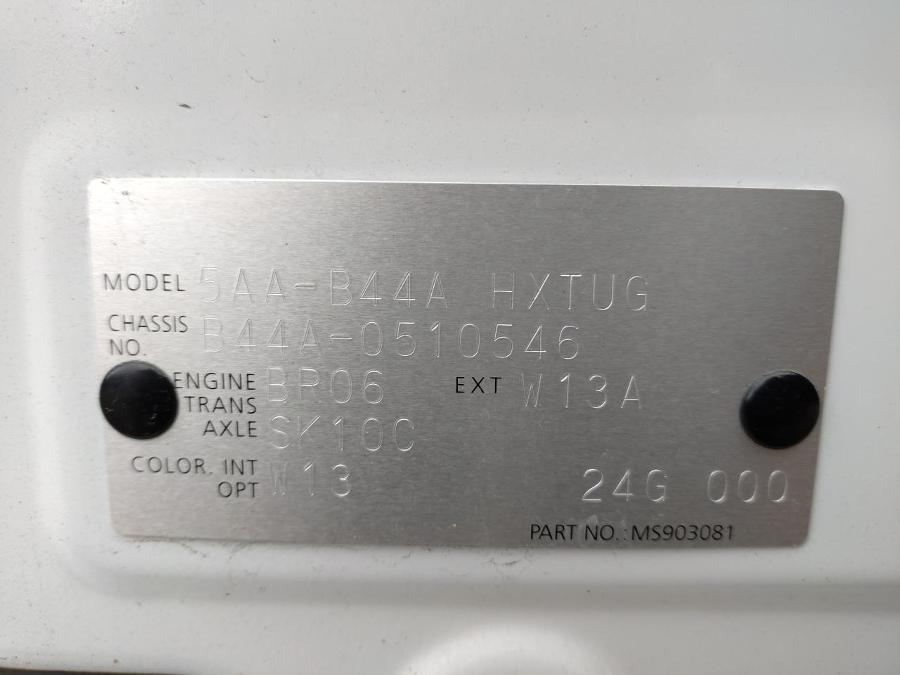 MODEL 5AA-B44A HXTUG
CHASSIS NO. B44A-0510546
ENGINE BR06 EXT W13A
TRANS AXLE SK10C
COLOR. INT W13
OPT 24G 000
PART NO.:MS903081